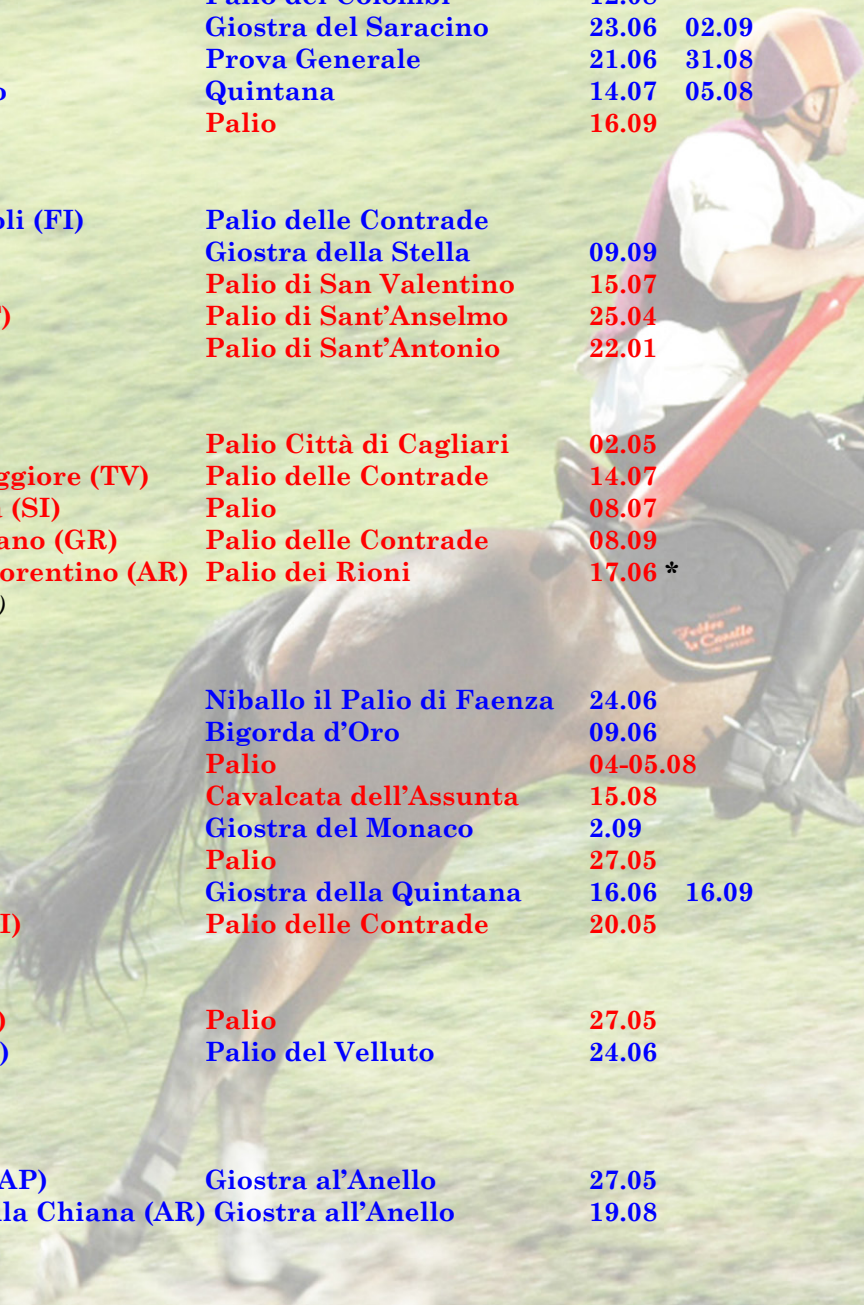 Palio dei Colombi 12.08
Giostra del Saracino 23.06 02.09
Prova Generale 21.06 31.08
o Quintana 14.07 05.08
Palio 16.09
oli (FI) Palio delle Contrade
Giostra della Stella 09.09
Palio di San Valentino 15.07
) Palio di Sant’Anselmo 25.04
Palio di Sant’Antonio 22.01
Palio Città di Cagliari 02.05
ggiore (TV) Palio delle Contrade 14.07
(SI) Palio 08.07
ano (GR) Palio delle Contrade 08.09
orentino (AR) Palio dei Rioni 17.06 *
)
Niballo il Palio di Faenza 24.06
Bigorda d’Oro 09.06
Palio 04-05.08
Cavalcata dell’Assunta 15.08
Giostra del Monaco 2.09
Palio 27.05
Giostra della Quintana 16.06 16.09
I) Palio delle Contrade 20.05
) Palio 27.05
) Palio del Velluto 24.06
AP) Giostra al’Anello 27.05
lla Chiana (AR) Giostra all’Anello 19.08